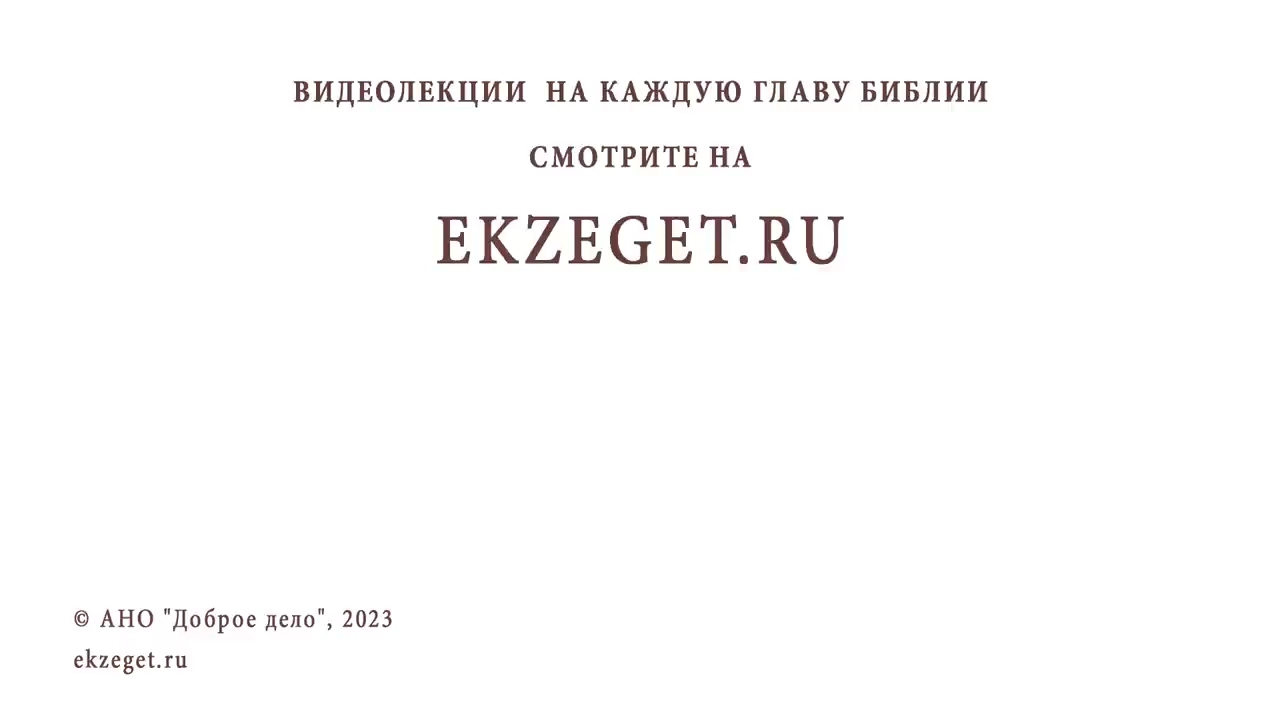 ВИДЕОЛЕКЦИИ НА КАЖДУЮ ГЛАВУ БИБЛИИ
СМОТРИТЕ НА
EKZEGET.RU
© АНО "Доброе дело", 2023
ekzeget.ru